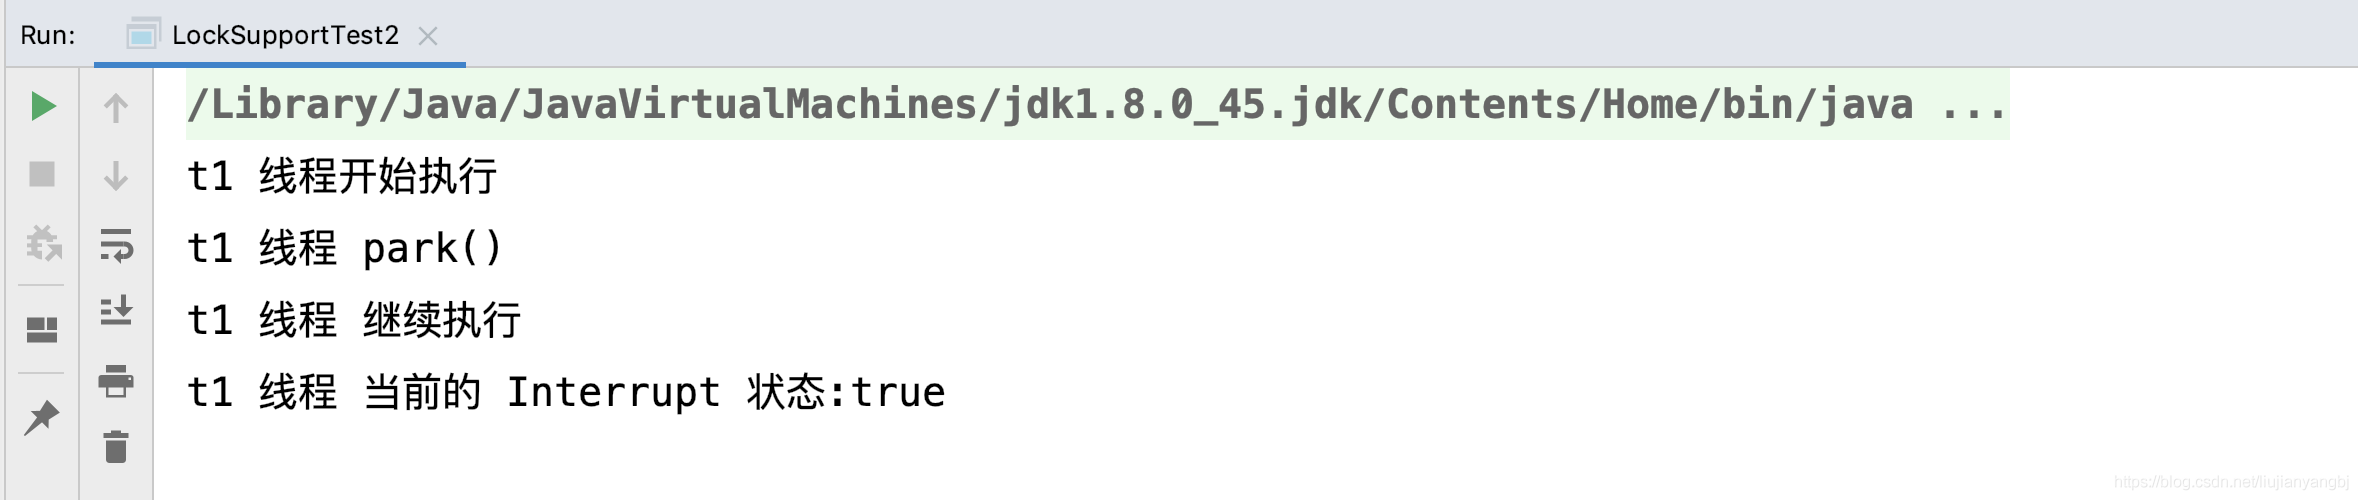 Run: LockSupportTest2
/Library/Java/JavaVirtualMachines/jdk1.8.0_45.jdk/Contents/Home/bin/java ...
t1 线程开始执行
t1 线程 park()
t1 线程 继续执行
t1 线程 当前的 Interrupt 状态:true
https://blog.csdn.net/liujianyangbj